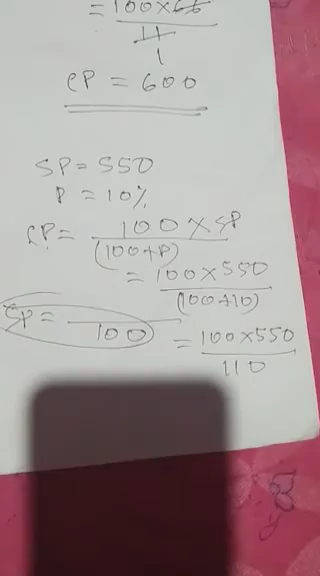 = 100×66
11
1
CP = 600
SP = 550
P = 10%
CP = 100 × SP
(100+P)
= 100×550
(100+10)
SP =
100
= 100×550
110